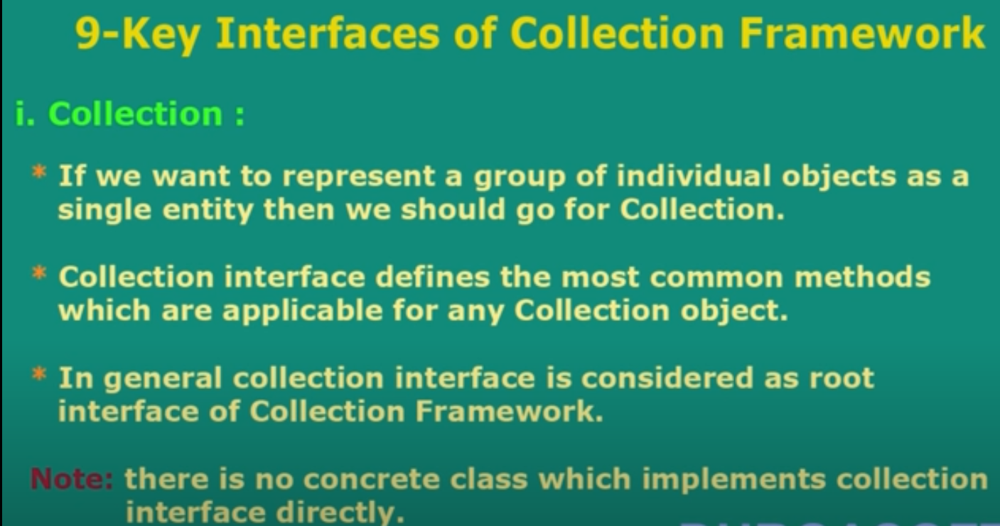 9-Key Interfaces of Collection Framework
i. Collection :
* If we want to represent a group of individual objects as a
single entity then we should go for Collection.
* Collection interface defines the most common methods
which are applicable for any Collection object.
* In general collection interface is considered as root
interface of Collection Framework.
Note: there is no concrete class which implements collection
interface directly.